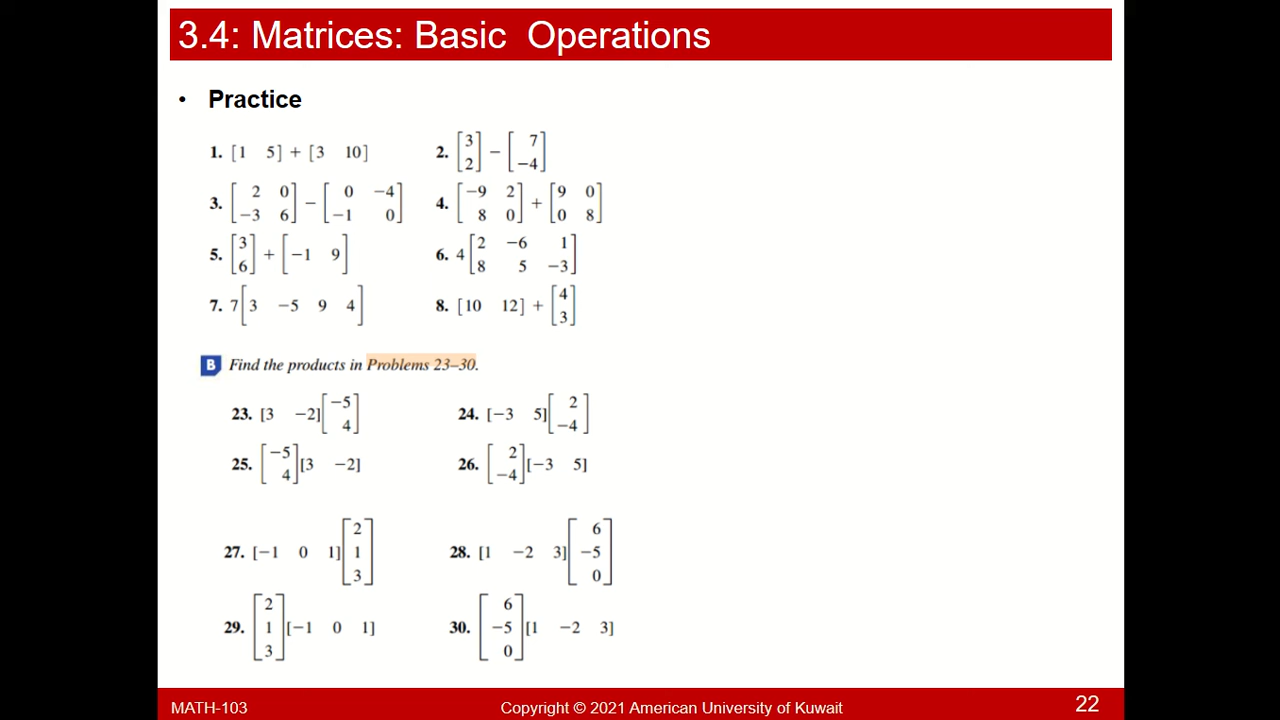 3.4: Matrices: Basic Operations
• Practice
1. [1 5] + [3 10] 2. [3 2] − [7 −4]
3. [2 0 −3 6] − [0 −4 −1 0] 4. [−9 2 8 0] + [9 0 0 8]
5. [3 6] + [−1 9] 6. 4[2 −6 1 8 5 −3]
7. 7[3 −5 9 4] 8. [10 12] + [4 3]
B Find the products in Problems 23–30.
23. [3 −2][−5 4] 24. [−3 5][2 −4]
25. [−5 4][3 −2] 26. [2 −4][−3 5]
27. [−1 0 1][2 1 3] 28. [1 −2 3][6 −5 0]
29. [2 1 3][−1 0 1] 30. [6 −5 0][1 −2 3]
MATH-103 Copyright © 2021 American University of Kuwait 22